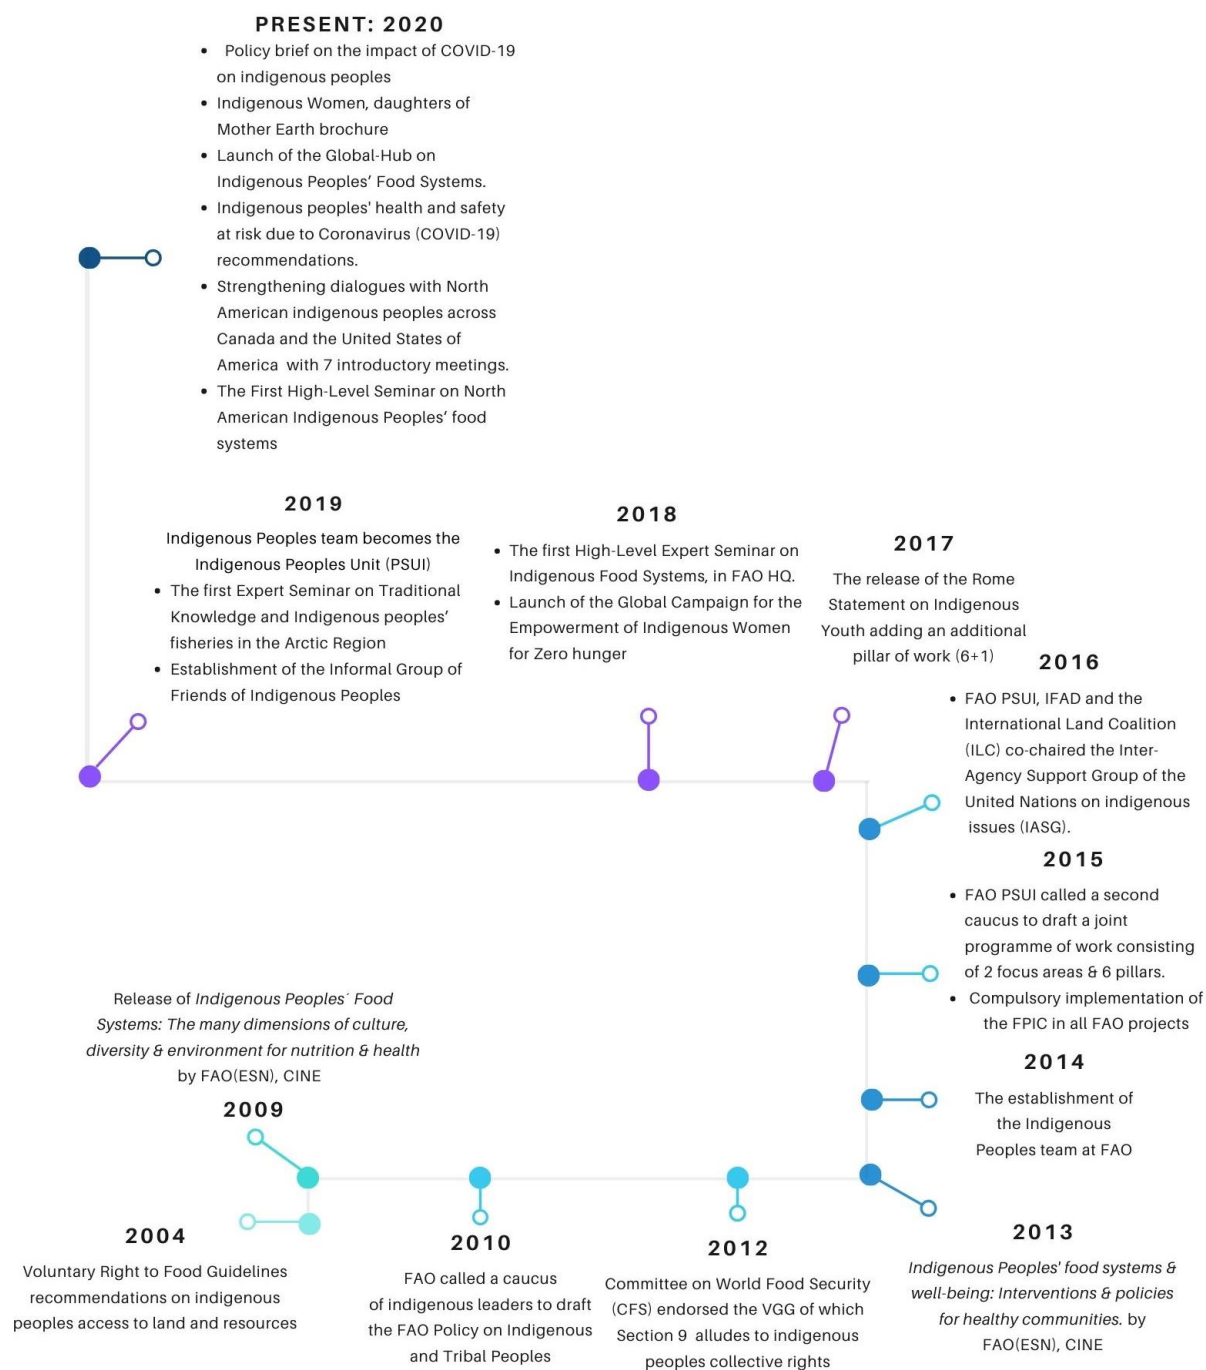 PRESENT: 2020
• Policy brief on the impact of COVID-19
on indigenous peoples
• Indigenous Women, daughters of
Mother Earth brochure
• Launch of the Global-Hub on
Indigenous Peoples’ Food Systems.
• Indigenous peoples' health and safety
at risk due to Coronavirus (COVID-19)
recommendations.
• Strengthening dialogues with North
American indigenous peoples across
Canada and the United States of
America with 7 introductory meetings.
• The First High-Level Seminar on North
American Indigenous Peoples’ food
systems
2019
Indigenous Peoples team becomes the
Indigenous Peoples Unit (PSUI)
• The first Expert Seminar on Traditional
Knowledge and Indigenous peoples’
fisheries in the Arctic Region
• Establishment of the Informal Group of
Friends of Indigenous Peoples
2018
• The first High-Level Expert Seminar on
Indigenous Food Systems, in FAO HQ.
• Launch of the Global Campaign for the
Empowerment of Indigenous Women
for Zero hunger
2017
The release of the Rome
Statement on Indigenous
Youth adding an additional
pillar of work (6+1)
2016
• FAO PSUI, IFAD and the
International Land Coalition
(ILC) co-chaired the Inter-
Agency Support Group of the
United Nations on indigenous
issues (IASG).
2015
• FAO PSUI called a second
caucus to draft a joint
programme of work consisting
of 2 focus areas & 6 pillars.
• Compulsory implementation of
the FPIC in all FAO projects
2014
The establishment of
the Indigenous
Peoples team at FAO
Release of Indigenous Peoples´ Food
Systems: The many dimensions of culture,
diversity & environment for nutrition & health
by FAO(ESN), CINE
2009
2004
Voluntary Right to Food Guidelines
recommendations on indigenous
peoples access to land and resources
2010
FAO called a caucus
of indigenous leaders to draft
the FAO Policy on Indigenous
and Tribal Peoples
2012
Committee on World Food Security
(CFS) endorsed the VGG of which
Section 9 alludes to indigenous
peoples collective rights
2013
Indigenous Peoples' food systems &
well-being: Interventions & policies
for healthy communities. by
FAO(ESN), CINE